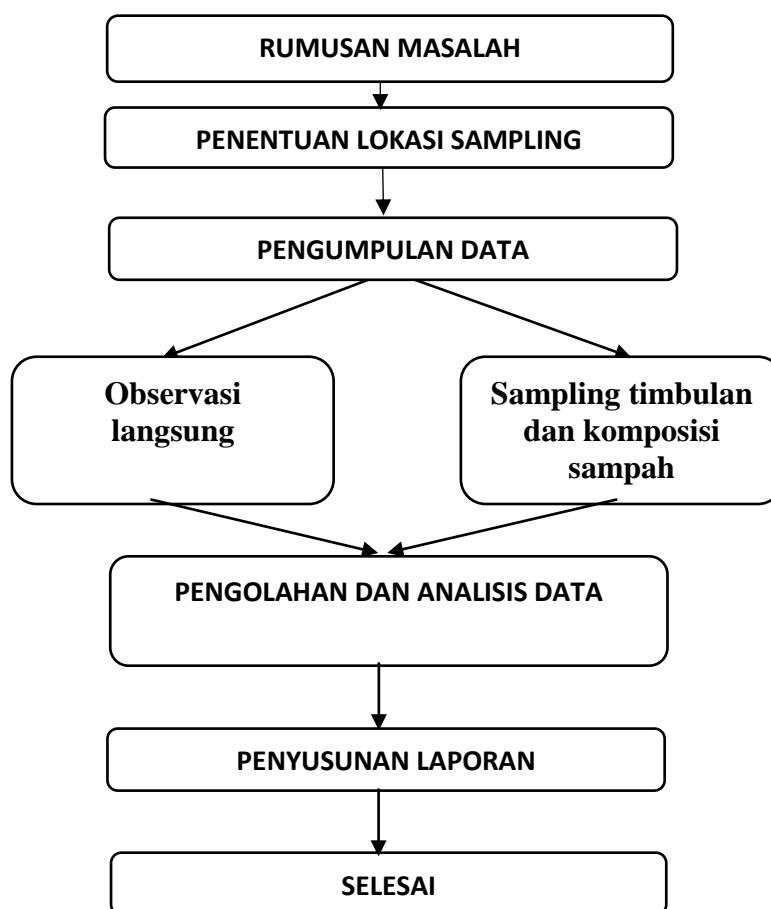 RUMUSAN MASALAH
PENENTUAN LOKASI SAMPLING
PENGUMPULAN DATA
Observasi
langsung
Sampling timbulan
dan komposisi
sampah
PENGOLAHAN DAN ANALISIS DATA
PENYUSUNAN LAPORAN
SELESAI